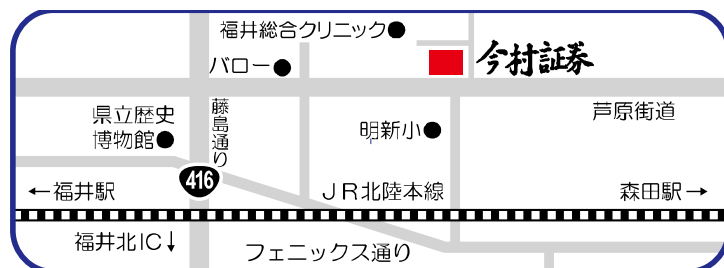 福井総合クリニック●
バロー●
今村証券
県立歴史
博物館●
藤島通り
明新小●
芦原街道
416
←福井駅
JR北陸本線
森田駅→
福井北IC↓
フェニックス通り